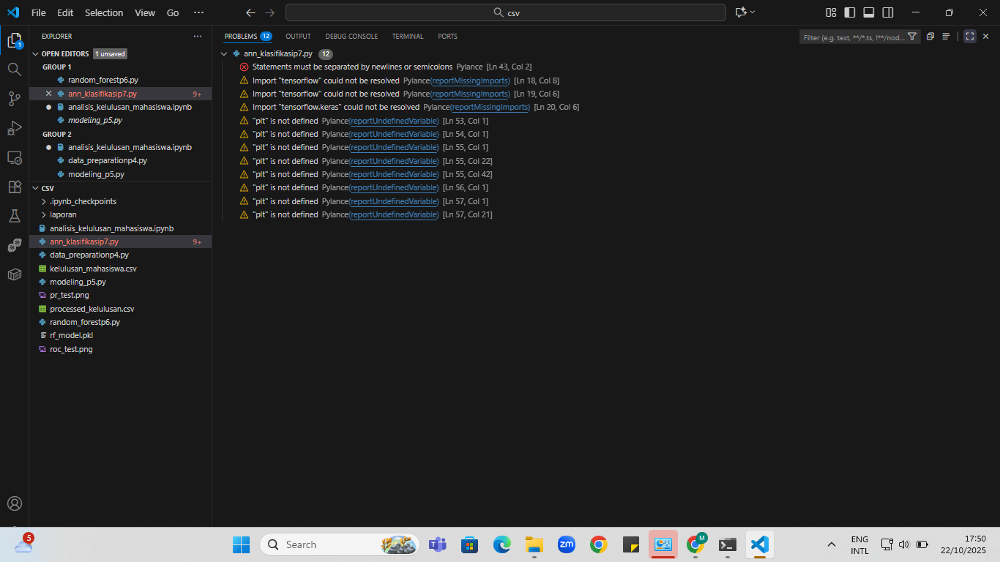 File Edit Selection View Go ···
csv
EXPLORER ···
OPEN EDITORS 1 unsaved
GROUP 1
random_forestp6.py
ann_klasifikasip7.py 9+
analisis_kelulusan_mahasiswa.ipynb
modeling_p5.py
GROUP 2
analisis_kelulusan_mahasiswa.ipynb
data_preparationp4.py
modeling_p5.py
CSV
.ipynb_checkpoints
laporan
analisis_kelulusan_mahasiswa.ipynb
ann_klasifikasip7.py 9+
data_preparationp4.py
kelulusan_mahasiswa.csv
modeling_p5.py
pr_test.png
processed_kelulusan.csv
random_forestp6.py
rf_model.pkl
roc_test.png
1
PROBLEMS 12 OUTPUT DEBUG CONSOLE TERMINAL PORTS
Filter (e.g. text, **/*.ts, !**/nod...
ann_klasifikasip7.py 12
Statements must be separated by newlines or semicolons Pylance [Ln 43, Col 2]
Import "tensorflow" could not be resolved Pylance(reportMissingImports) [Ln 18, Col 8]
Import "tensorflow" could not be resolved Pylance(reportMissingImports) [Ln 19, Col 6]
Import "tensorflow.keras" could not be resolved Pylance(reportMissingImports) [Ln 20, Col 6]
"plt" is not defined Pylance(reportUndefinedVariable) [Ln 53, Col 1]
"plt" is not defined Pylance(reportUndefinedVariable) [Ln 54, Col 1]
"plt" is not defined Pylance(reportUndefinedVariable) [Ln 55, Col 1]
"plt" is not defined Pylance(reportUndefinedVariable) [Ln 55, Col 22]
"plt" is not defined Pylance(reportUndefinedVariable) [Ln 55, Col 42]
"plt" is not defined Pylance(reportUndefinedVariable) [Ln 56, Col 1]
"plt" is not defined Pylance(reportUndefinedVariable) [Ln 57, Col 1]
"plt" is not defined Pylance(reportUndefinedVariable) [Ln 57, Col 21]
5
Search
zm
M
ENG
INTL
17:50
22/10/2025